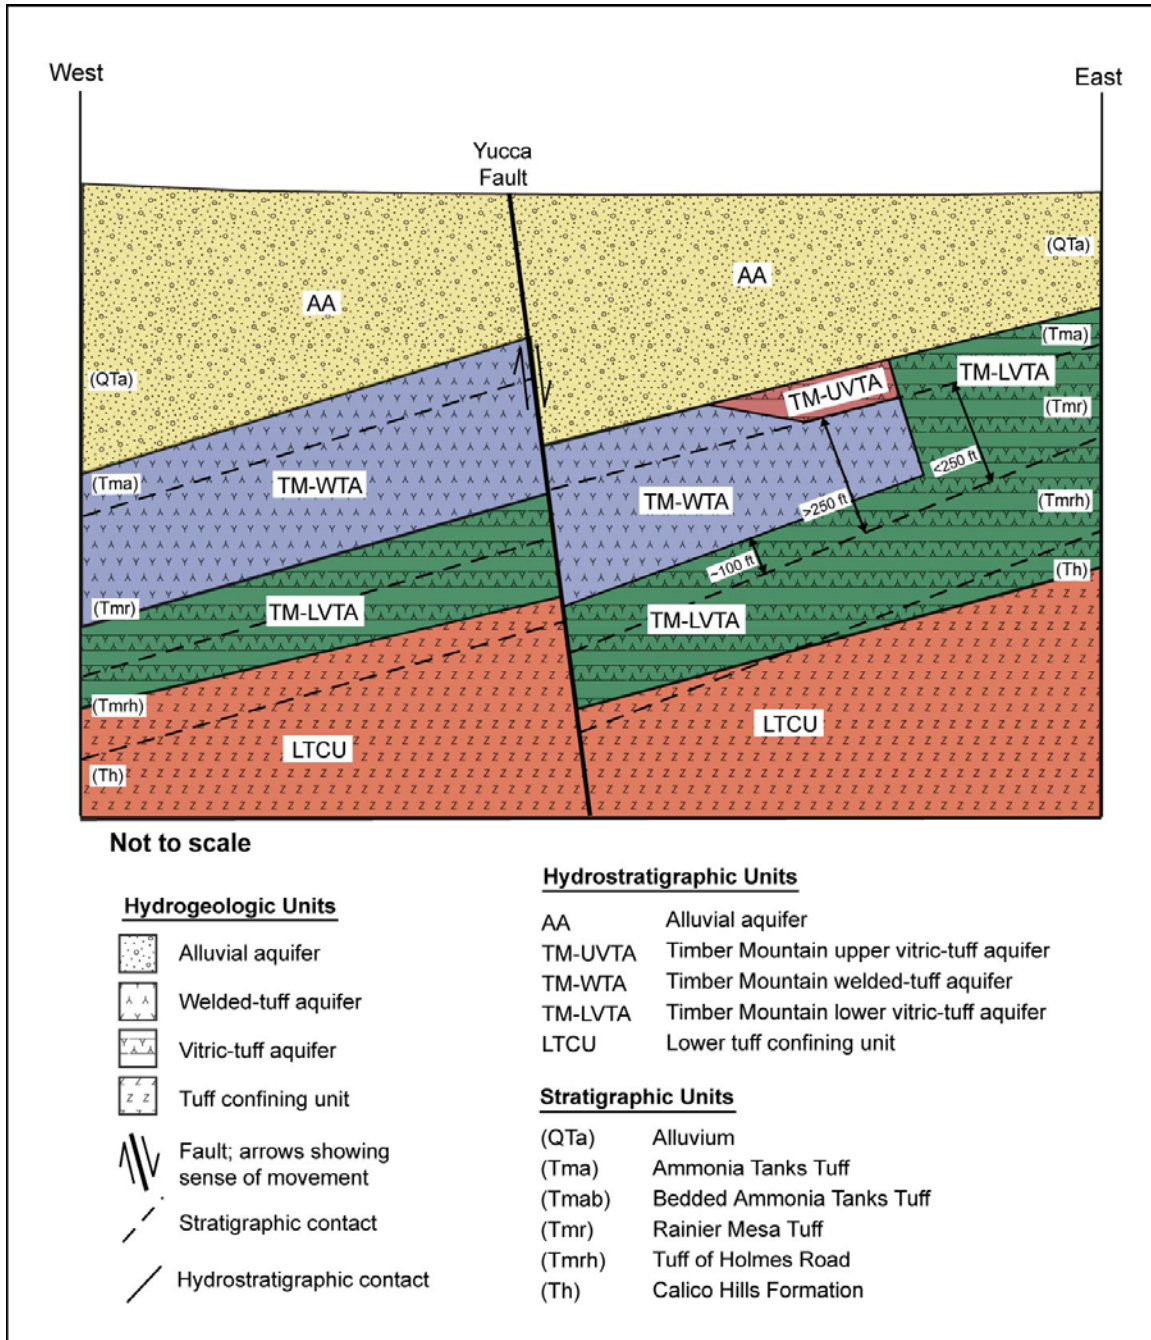 West
East
Yucca
Fault
(QTa)
AA
AA
(Tma)
TM-LVTA
TM-UVTA
(QTa)
(Tmr)
<250 ft
(Tma)
TM-WTA
TM-WTA
>250 ft
(Tmrh)
~100 ft
(Th)
(Tmr)
TM-LVTA
TM-LVTA
(Tmrh)
LTCU
LTCU
(Th)
Not to scale
Hydrogeologic Units
Alluvial aquifer
Welded-tuff aquifer
Vitric-tuff aquifer
Tuff confining unit
Fault; arrows showing
sense of movement
Stratigraphic contact
Hydrostratigraphic contact
Hydrostratigraphic Units
AA Alluvial aquifer
TM-UVTA Timber Mountain upper vitric-tuff aquifer
TM-WTA Timber Mountain welded-tuff aquifer
TM-LVTA Timber Mountain lower vitric-tuff aquifer
LTCU Lower tuff confining unit
Stratigraphic Units
(QTa) Alluvium
(Tma) Ammonia Tanks Tuff
(Tmab) Bedded Ammonia Tanks Tuff
(Tmr) Rainier Mesa Tuff
(Tmrh) Tuff of Holmes Road
(Th) Calico Hills Formation